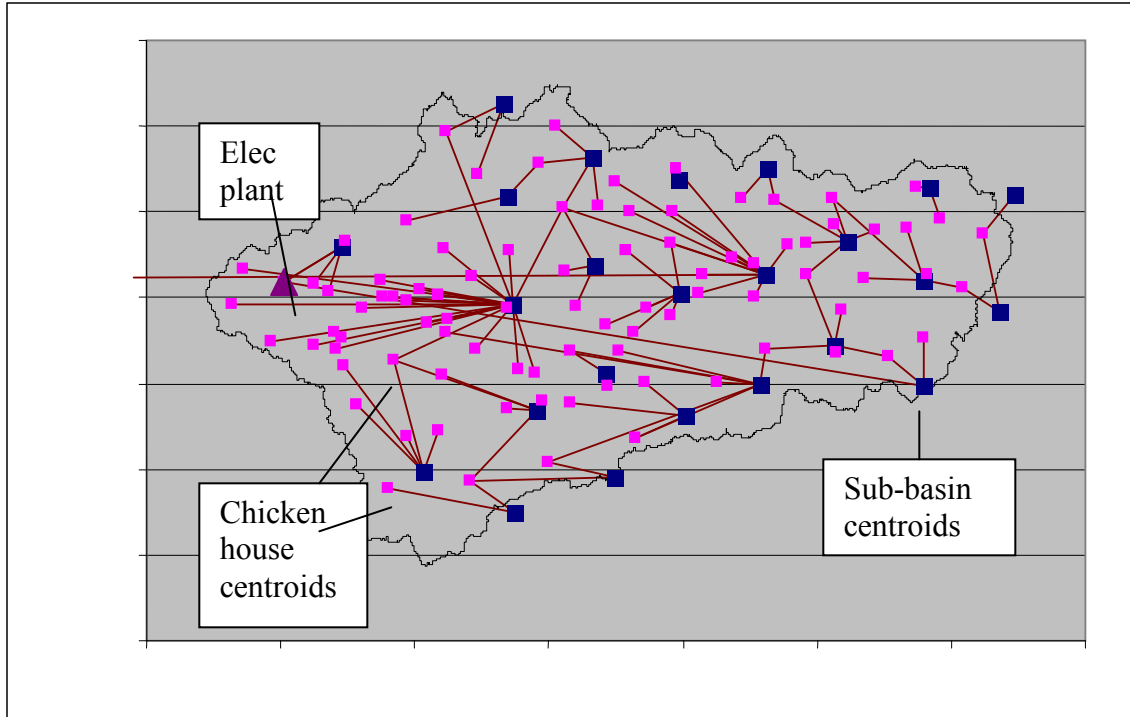 Elec
plant
Chicken
house
centroids
Sub-basin
centroids